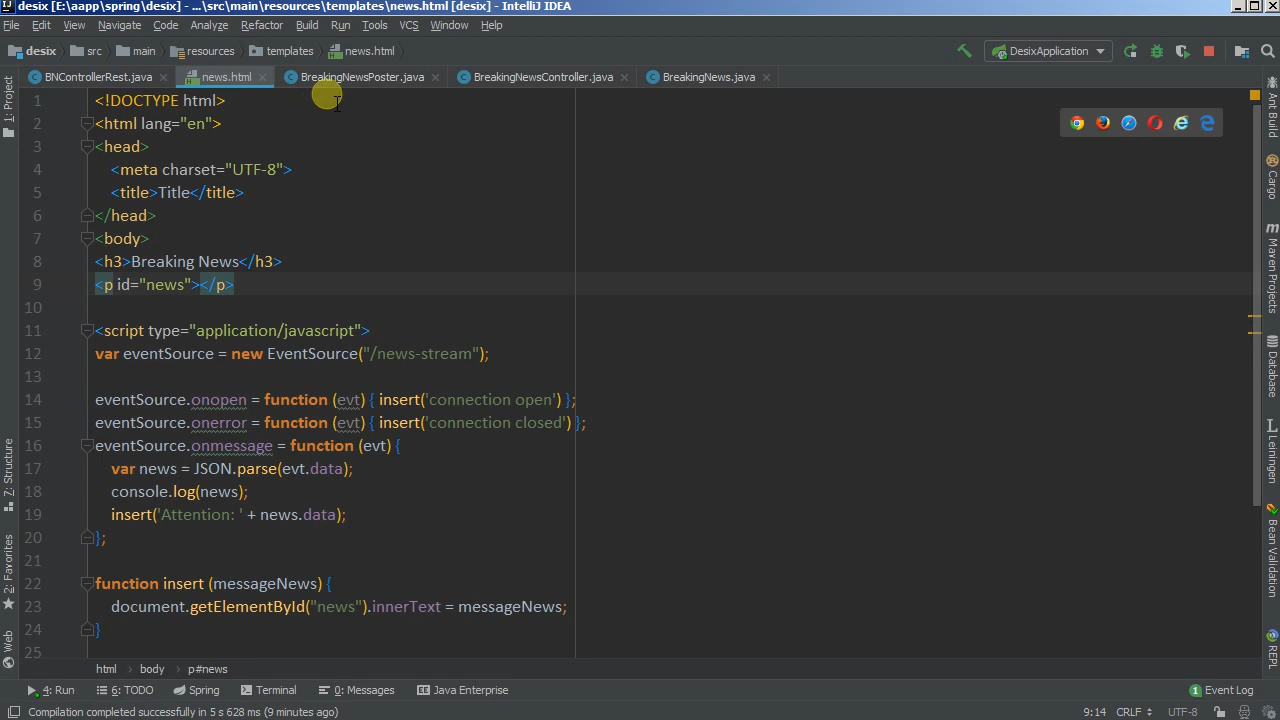 desix [E:\aapp\spring\desix] - ...\src\main\resources\templates\news.html [desix] - IntelliJ IDEA
File Edit View Navigate Code Analyze Refactor Build Run Tools VCS Window Help
desix src main resources templates news.html DesixApplication
BNControllerRest.java news.html BreakingNewsPoster.java BreakingNewsController.java BreakingNews.java
1 <!DOCTYPE html>
2 <html lang="en">
3 <head>
4 <meta charset="UTF-8">
5 <title>Title</title>
6 </head>
7 <body>
8 <h3>Breaking News</h3>
9 <p id="news"></p>
10
11 <script type="application/javascript">
12 var eventSource = new EventSource("/news-stream");
13
14 eventSource.onopen = function (evt) { insert('connection open') };
15 eventSource.onerror = function (evt) { insert('connection closed') };
16 eventSource.onmessage = function (evt) {
17 var news = JSON.parse(evt.data);
18 console.log(news);
19 insert('Attention: ' + news.data);
20 };
21
22 function insert (messageNews) {
23 document.getElementById("news").innerText = messageNews;
24 }
25
1: Project
7: Structure
2: Favorites
Web
Ant Build
Cargo
m Maven Projects
Database
L Leiningen
Bean Validation
REPL
html body p#news
4: Run 6: TODO Spring Terminal 0: Messages Java Enterprise 1 Event Log
Compilation completed successfully in 5 s 628 ms (9 minutes ago) 9:14 CRLF UTF-8